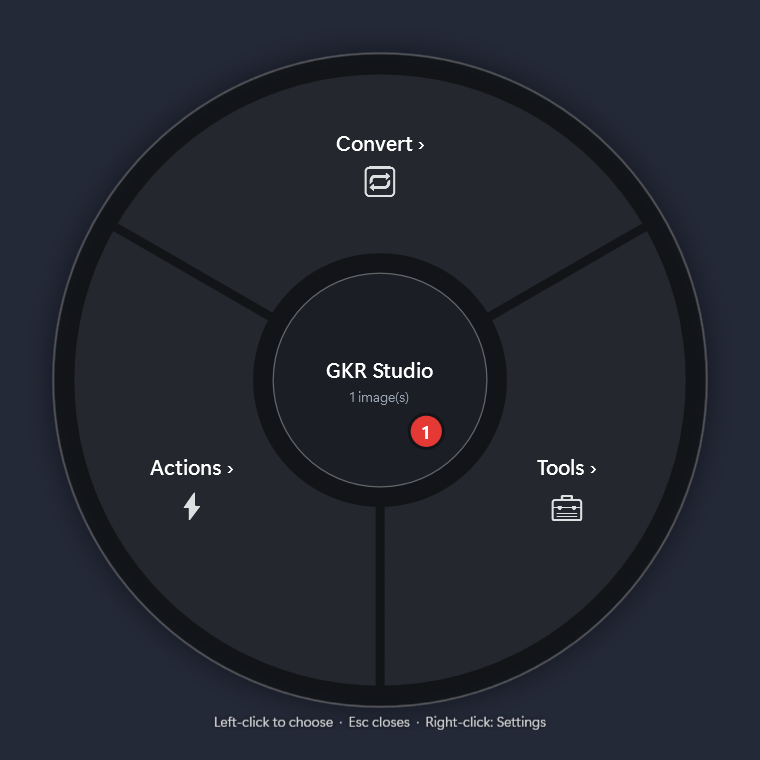 Convert ›
GKR Studio
1 image(s)
1
Actions ›
Tools ›
Left-click to choose · Esc closes · Right-click: Settings